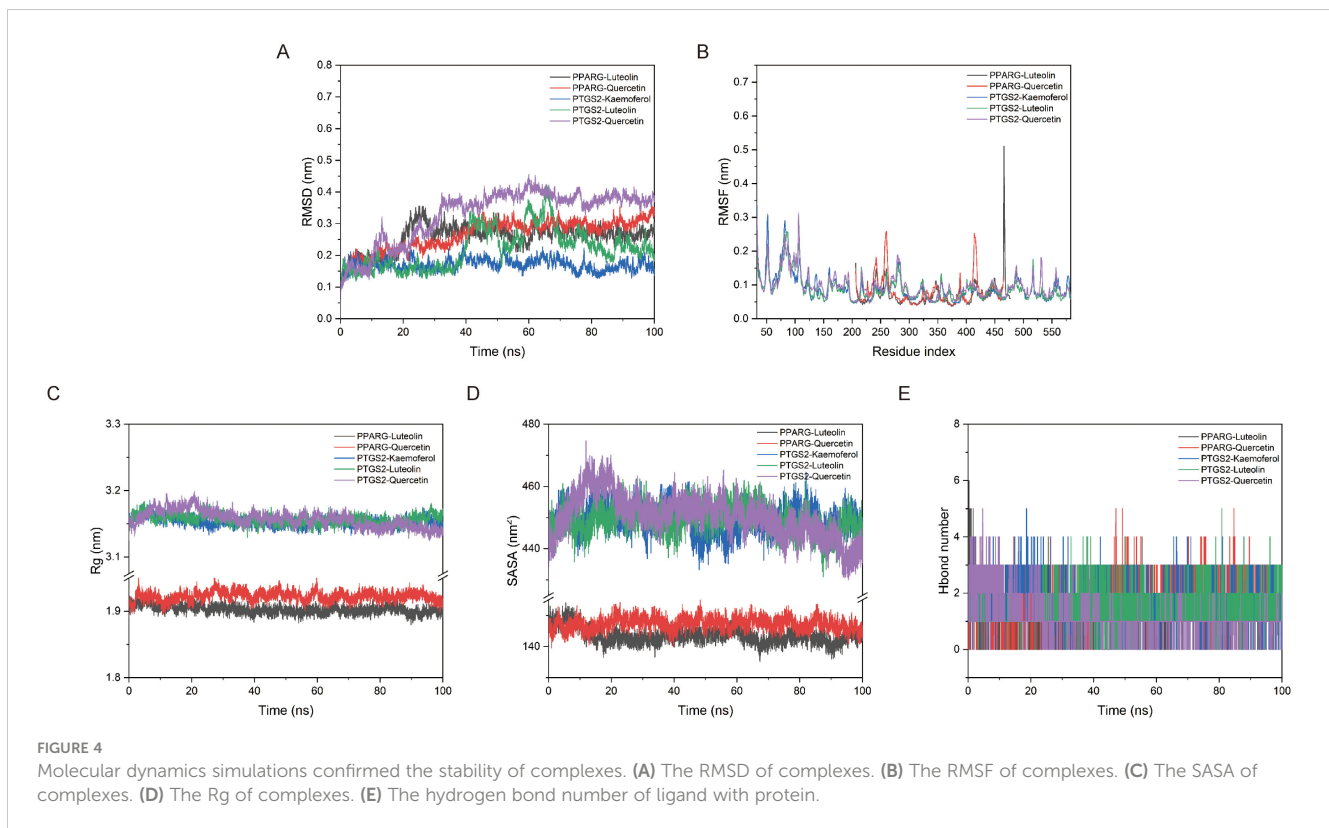 A
0.8
0.7
0.6
0.5
0.4
0.3
0.2
0.1
0.0
RMSD (nm)
0
20
40
60
80
100
Time (ns)
PPARG-Luteolin
PPARG-Quercetin
PTGS2-Kaemoferol
PTGS2-Luteolin
PTGS2-Quercetin
B
0.7
0.6
0.5
0.4
0.3
0.2
0.1
0.0
RMSF (nm)
50
100
150
200
250
300
350
400
450
500
550
Residue index
PPARG-Luteolin
PPARG-Quercetin
PTGS2-Kaemoferol
PTGS2-Luteolin
PTGS2-Quercetin
C
3.3
3.2
3.1
1.9
1.8
Rg (nm)
0
20
40
60
80
100
Time (ns)
PPARG-Luteolin
PPARG-Quercetin
PTGS2-Kaemoferol
PTGS2-Luteolin
PTGS2-Quercetin
D
480
460
440
140
SASA (nm²)
0
20
40
60
80
100
Time (ns)
PPARG-Luteolin
PPARG-Quercetin
PTGS2-Kaemoferol
PTGS2-Luteolin
PTGS2-Quercetin
E
8
6
4
2
0
Hbond number
0
20
40
60
80
100
Time (ns)
PPARG-Luteolin
PPARG-Quercetin
PTGS2-Kaemoferol
PTGS2-Luteolin
PTGS2-Quercetin
FIGURE 4
Molecular dynamics simulations confirmed the stability of complexes. (A) The RMSD of complexes. (B) The RMSF of complexes. (C) The SASA of
complexes. (D) The Rg of complexes. (E) The hydrogen bond number of ligand with protein.